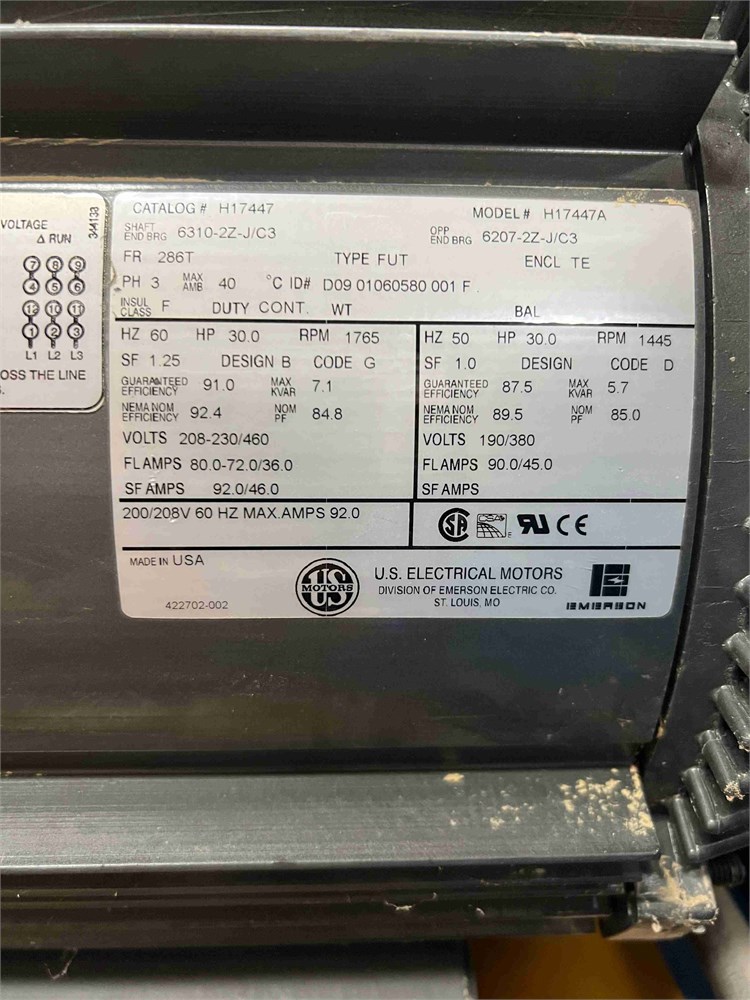 VOLTAGE
Δ RUN
7 8 9
4 5 6
12 10 11
1 2 3
L1 L2 L3
OSS THE LINE
344133
CATALOG # H17447
MODEL# H17447A
SHAFT END BRG 6310-2Z-J/C3
OPP END BRG 6207-2Z-J/C3
FR 286T TYPE FUT ENCL TE
PH 3 MAX AMB 40 °C ID# D09 01060580 001 F
INSUL CLASS F DUTY CONT. WT BAL
HZ 60 HP 30.0 RPM 1765
SF 1.25 DESIGN B CODE G
GUARANTEED EFFICIENCY 91.0 MAX KVAR 7.1
NEMA NOM EFFICIENCY 92.4 NOM PF 84.8
VOLTS 208-230/460
FL AMPS 80.0-72.0/36.0
SF AMPS 92.0/46.0
HZ 50 HP 30.0 RPM 1445
SF 1.0 DESIGN CODE D
GUARANTEED EFFICIENCY 87.5 MAX KVAR 5.7
NEMA NOM EFFICIENCY 89.5 NOM PF 85.0
VOLTS 190/380
FL AMPS 90.0/45.0
SF AMPS
200/208V 60 HZ MAX.AMPS 92.0
CE
MADE IN USA
US MOTORS
U.S. ELECTRICAL MOTORS
DIVISION OF EMERSON ELECTRIC CO.
ST. LOUIS, MO
EMERSON
422702-002